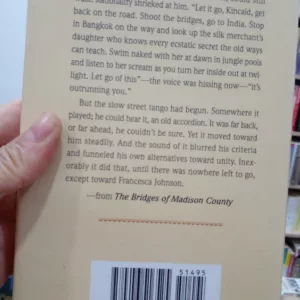 Rationality shrieked at him, "Let it go, Kincaid, get
back on the road. Shoot the bridges, go to India. Stop
in Bangkok on the way and look up the silk merchant's
daughter who knows every ecstatic secret the old ways
can teach. Swim naked with her at dawn in jungle pools
and listen to her scream as you turn her inside out at twi-
light. Let go of this"—the voice was hissing now—"it's
outrunning you."
But the slow street tango had begun. Somewhere it
played; he could hear it, an old accordion. It was far back,
or far ahead, he couldn't be sure. Yet it moved toward
him steadily. And the sound of it blurred his criteria
and funneled his own alternatives toward unity. Inex-
orably it did that, until there was nowhere left to go,
except toward Francesca Johnson.
—from The Bridges of Madison County
51495